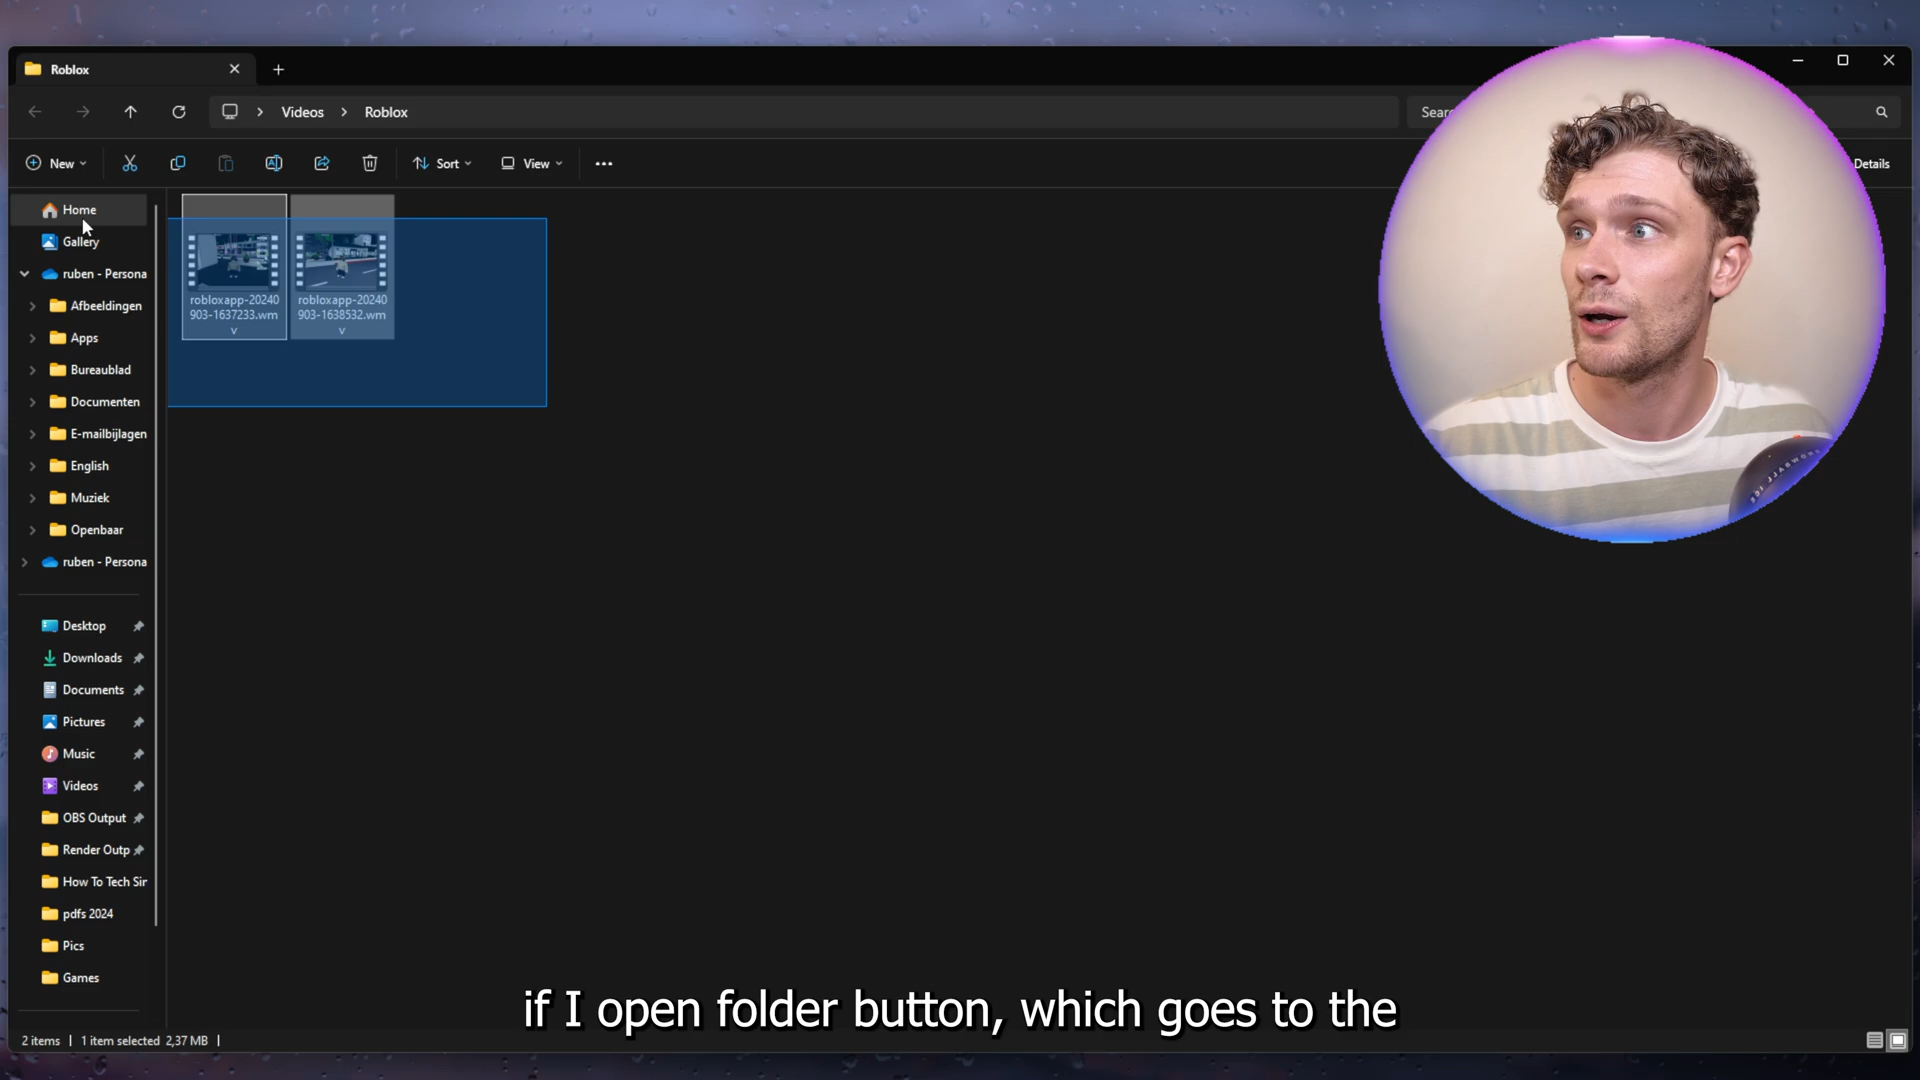 Roblox
Videos
Roblox
Sear
New
Sort
View
Details
Home
Gallery
ruben - Persona
Afbeeldingen
Apps
Bureaublad
Documenten
E-mailbijlagen
English
Muziek
Openbaar
ruben - Persona
Desktop
Downloads
Documents
Pictures
Music
Videos
OBS Output
Render Outp
How To Tech Sir
pdfs 2024
Pics
Games
robloxapp-20240
903-1637233.wm
v
robloxapp-20240
903-1638532.wm
v
SNOWBALL ICE
if I open folder button, which goes to the
2 items
1 item selected 2,37 MB